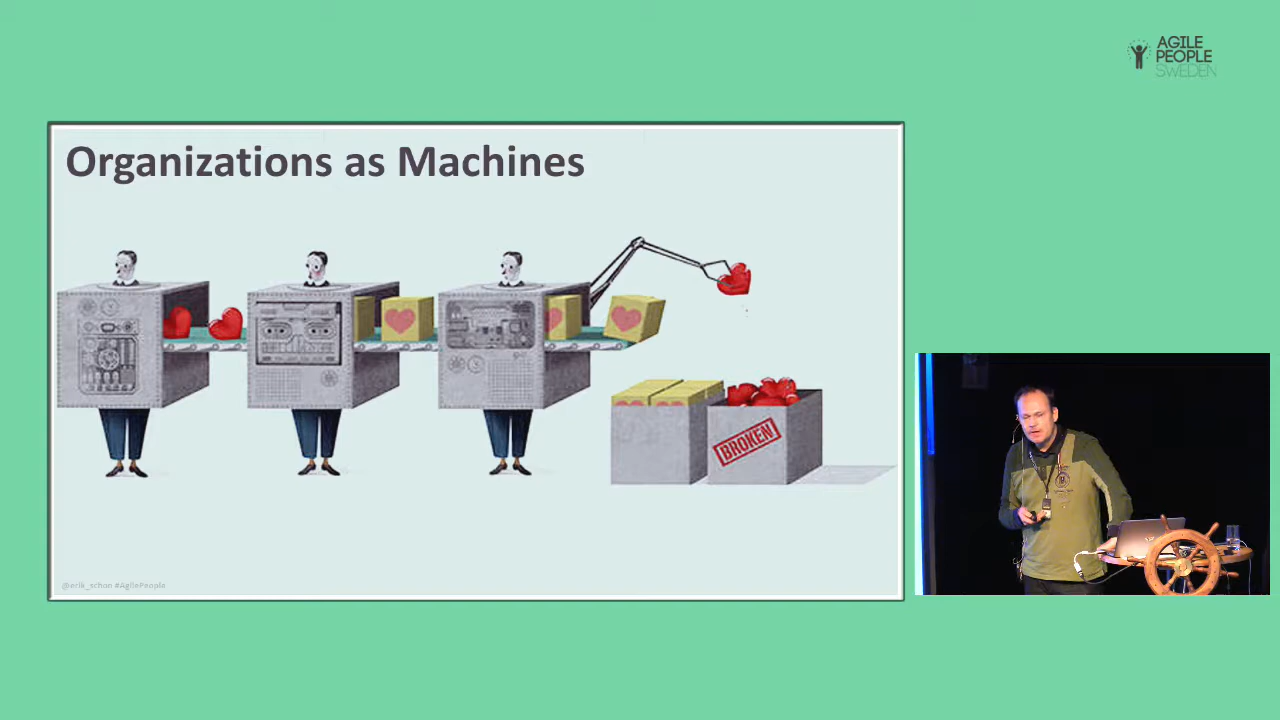 AGILE
PEOPLE
SWEDEN
Organizations as Machines
BROKEN
@erik_schon #AgilePeople